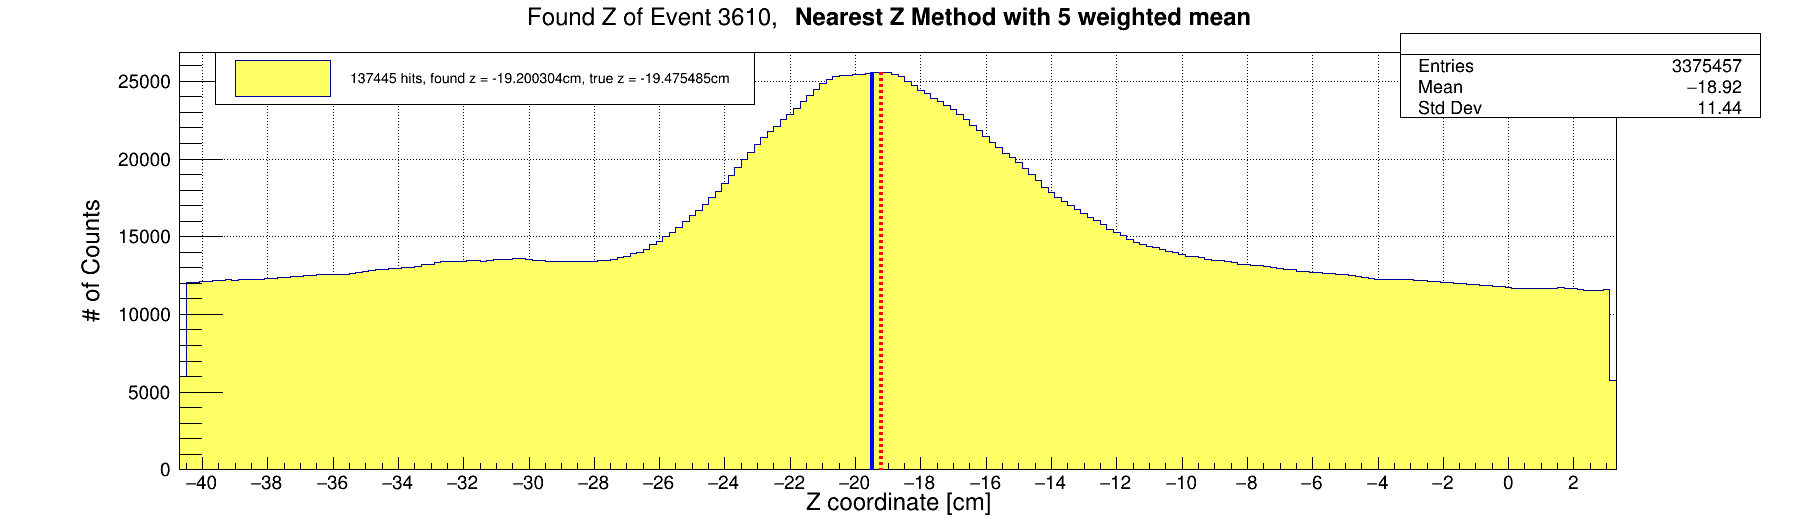 Found Z of Event 3610, Nearest Z Method with 5 weighted mean
137445 hits, found z = -19.200304cm, true z = -19.475485cm
Entries 3375457
Mean −18.92
Std Dev 11.44
# of Counts
25000
20000
15000
10000
5000
0
−40 −38 −36 −34 −32 −30 −28 −26 −24 −22 −20 −18 −16 −14 −12 −10 −8 −6 −4 −2 0 2
Z coordinate [cm]